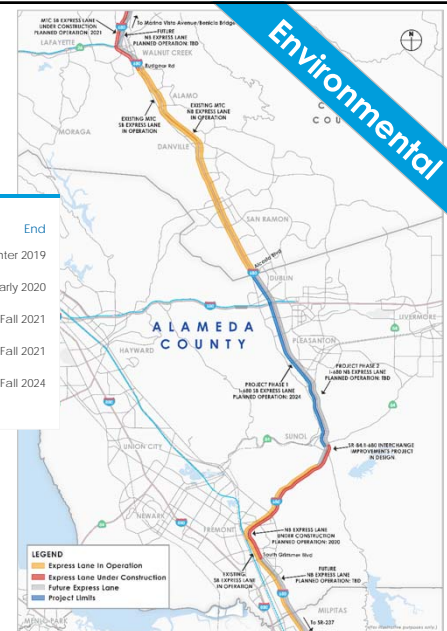 MTC SB EXPRESS LANE
UNDER CONSTRUCTION
PLANNED OPERATION: 2021
To Marina Vista Avenue/Benicia Bridge
FUTURE
NB EXPRESS LANE
PLANNED OPERATION: TBD
LAFAYETTE
WALNUT CREEK
Rudgear Rd
N
Environmental
ALAMO
EXISTING MTC
SB EXPRESS LANE
IN OPERATION
EXISTING MTC
NB EXPRESS LANE
IN OPERATION
MORAGA
DANVILLE
SAN RAMON
Alcosta Blvd
DUBLIN
End
nter 2019
arly 2020
Fall 2021
Fall 2021
Fall 2024
LIVERMORE
ALAMEDA
COUNTY
PLEASANTON
HAYWARD
PROJECT PHASE 2
I-680 NB EXPRESS LANE
PLANNED OPERATION: TBD
PROJECT PHASE 1
I-680 SB EXPRESS LANE
PLANNED OPERATION: 2024
SUNOL
SR-84/I-680 INTERCHANGE
IMPROVEMENTS PROJECT
IN DESIGN
UNION CITY
NEWARK
FREMONT
NB EXPRESS LANE
UNDER CONSTRUCTION
PLANNED OPERATION: 2020
South Grimmer Blvd
EXISTING
SB EXPRESS LANE
IN OPERATION
FUTURE
NB EXPRESS LANE
PLANNED OPERATION: TBD
LEGEND
Express Lane in Operation
Express Lane Under Construction
Future Express Lane
Project Limits
MENLO PARK
MILPITAS
To SR-237